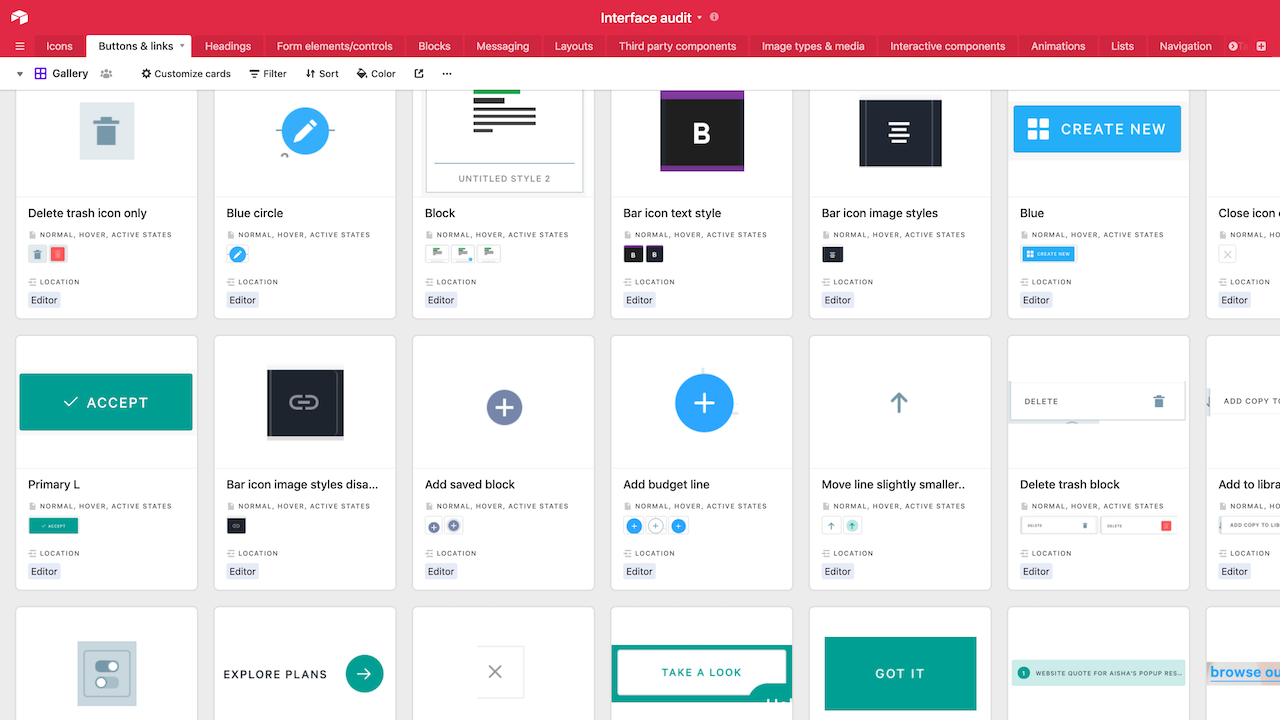 Interface audit
Icons
Buttons & links
Headings
Form elements/controls
Blocks
Messaging
Layouts
Third party components
Image types & media
Interactive components
Animations
Lists
Navigation
Gallery
Customize cards
Filter
Sort
Color
UNTITLED STYLE 2
B
CREATE NEW
Delete trash icon only
NORMAL, HOVER, ACTIVE STATES
LOCATION
Editor
Blue circle
NORMAL, HOVER, ACTIVE STATES
LOCATION
Editor
Block
NORMAL, HOVER, ACTIVE STATES
LOCATION
Editor
Bar icon text style
NORMAL, HOVER, ACTIVE STATES
B
B
LOCATION
Editor
Bar icon image styles
NORMAL, HOVER, ACTIVE STATES
LOCATION
Editor
Blue
NORMAL, HOVER, ACTIVE STATES
CREATE NEW
LOCATION
Editor
Close icon
NORMAL, HO
LOCATION
Editor
ACCEPT
Primary L
NORMAL, HOVER, ACTIVE STATES
ACCEPT
LOCATION
Editor
Bar icon image styles disa...
NORMAL, HOVER, ACTIVE STATES
LOCATION
Editor
Add saved block
NORMAL, HOVER, ACTIVE STATES
LOCATION
Editor
Add budget line
NORMAL, HOVER, ACTIVE STATES
LOCATION
Editor
Move line slightly smaller..
NORMAL, HOVER, ACTIVE STATES
LOCATION
Editor
DELETE
Delete trash block
NORMAL, HOVER, ACTIVE STATES
DELETE
DELETE
LOCATION
Editor
ADD COPY TO
Add to libra
NORMAL, HO
ADD COPY TO LIB
LOCATION
Editor
EXPLORE PLANS
TAKE A LOOK
GOT IT
1 WEBSITE QUOTE FOR AISHA'S POPUP RES...
browse ou